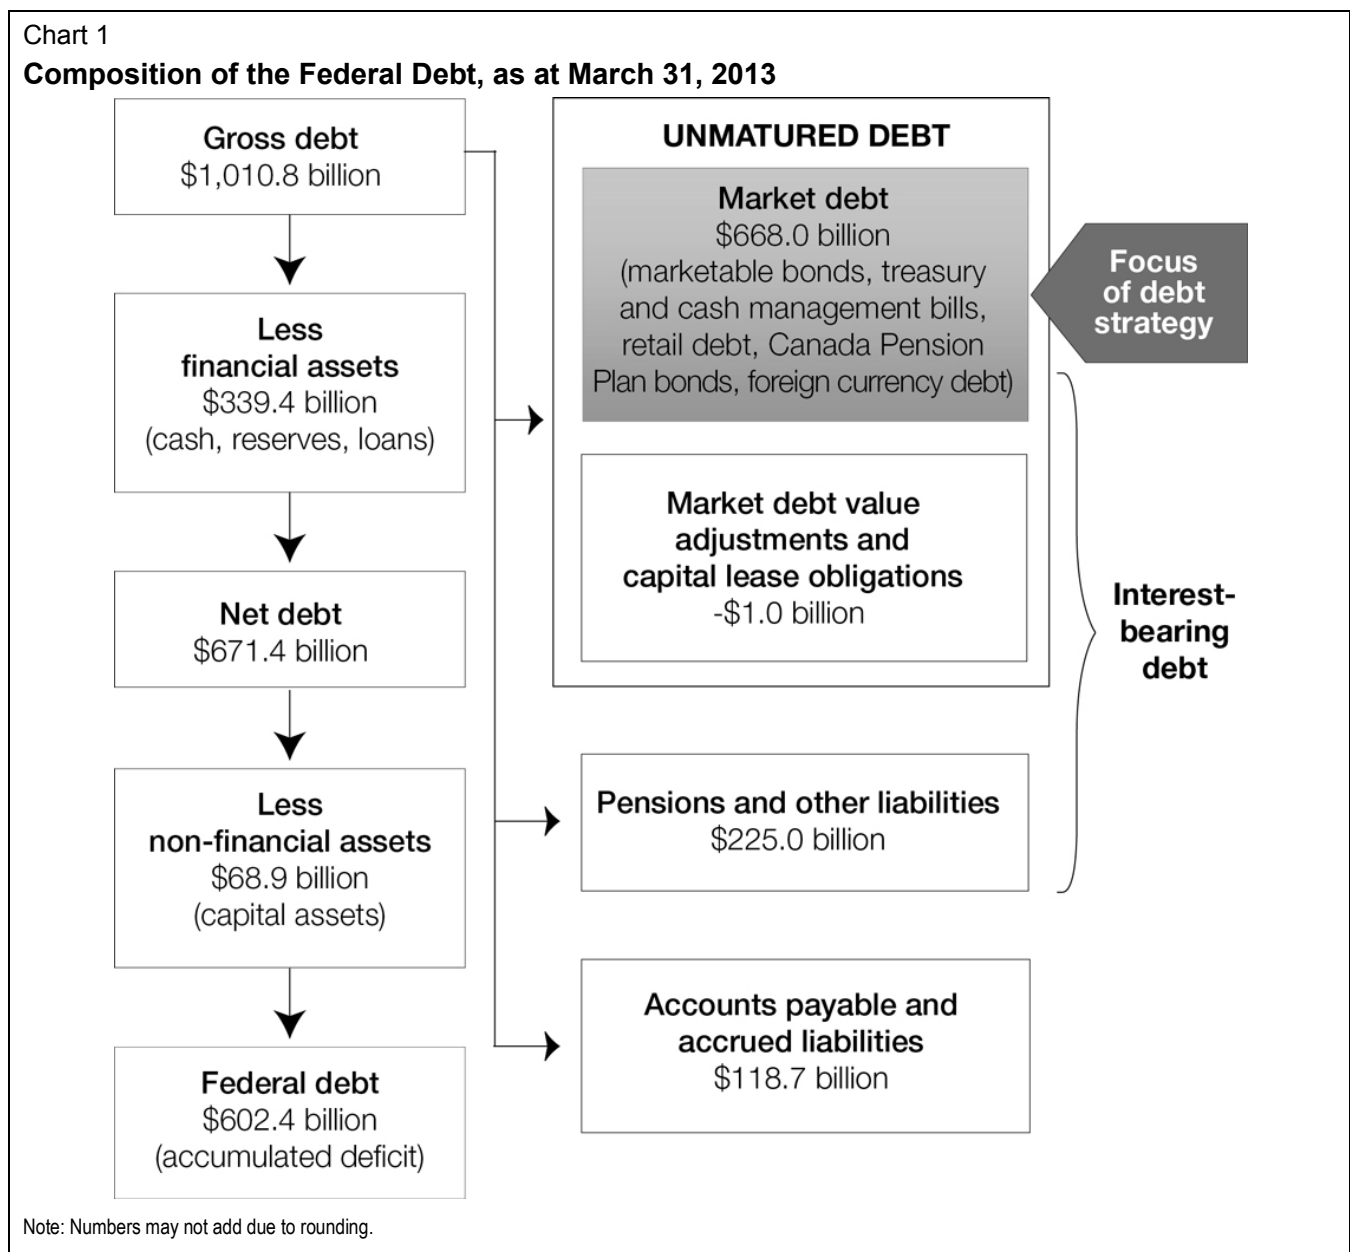 Chart 1
Composition of the Federal Debt, as at March 31, 2013
Gross debt
$1,010.8 billion
Less
financial assets
$339.4 billion
(cash, reserves, loans)
Net debt
$671.4 billion
Less
non-financial assets
$68.9 billion
(capital assets)
Federal debt
$602.4 billion
(accumulated deficit)
UNMATURED DEBT
Market debt
$668.0 billion
(marketable bonds, treasury
and cash management bills,
retail debt, Canada Pension
Plan bonds, foreign currency debt)
Focus
of debt
strategy
Market debt value
adjustments and
capital lease obligations
-$1.0 billion
Interest-
bearing
debt
Pensions and other liabilities
$225.0 billion
Accounts payable and
accrued liabilities
$118.7 billion
Note: Numbers may not add due to rounding.